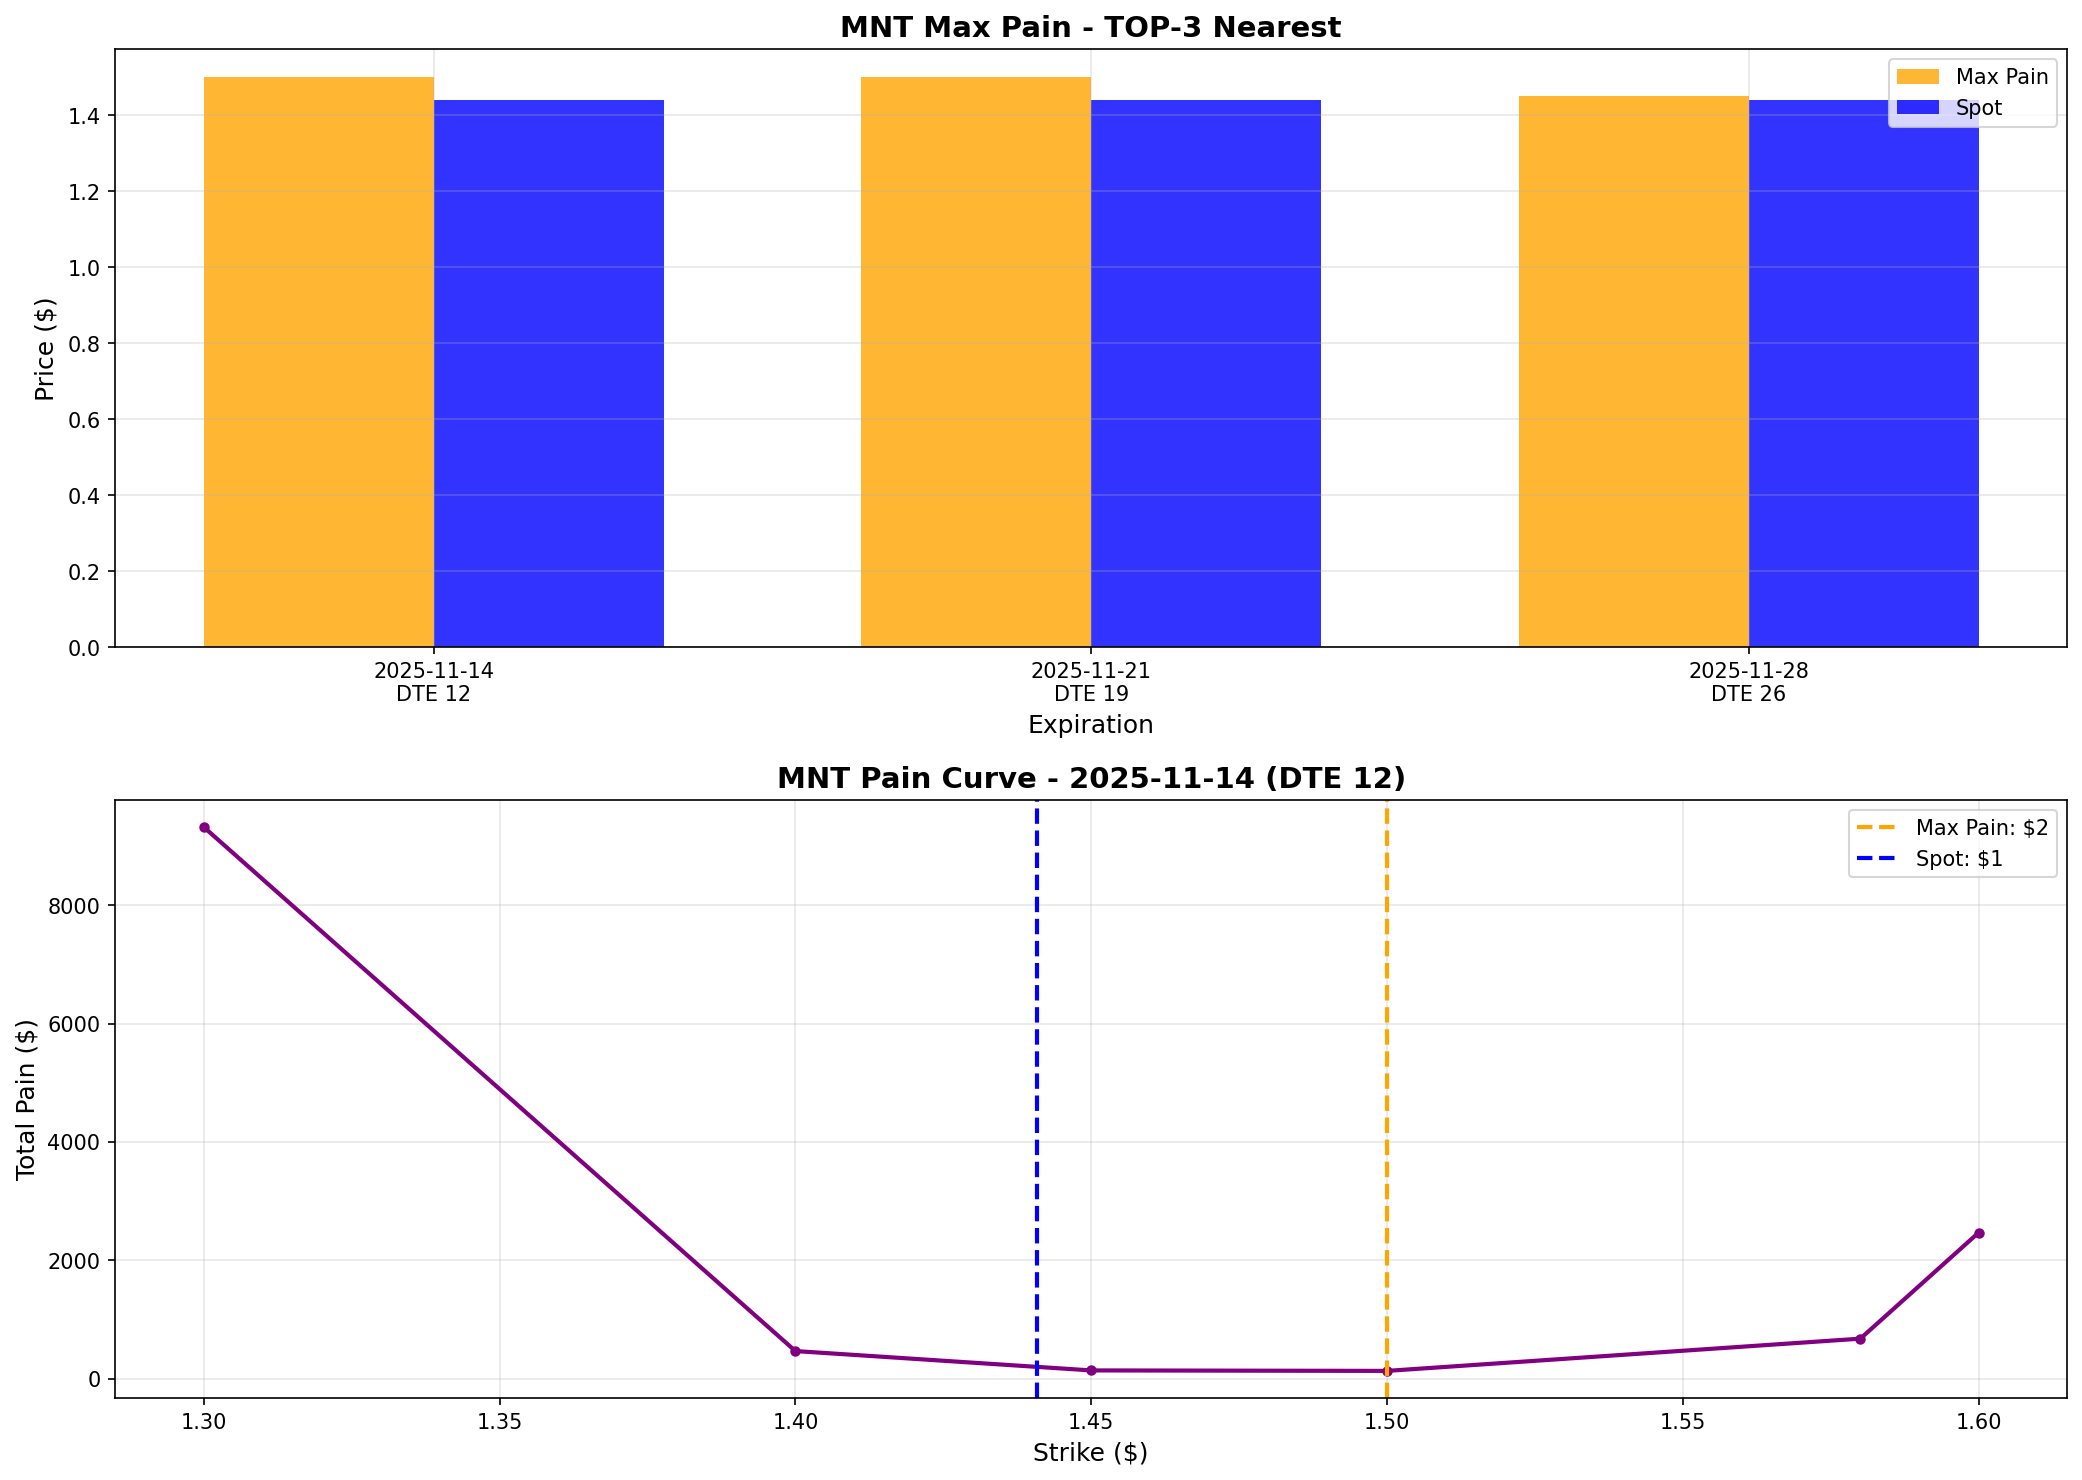 MNT Max Pain - TOP-3 Nearest
Max Pain
Spot
Price ($)
1.4
1.2
1.0
0.8
0.6
0.4
0.2
0.0
2025-11-14
DTE 12
2025-11-21
DTE 19
2025-11-28
DTE 26
Expiration
MNT Pain Curve - 2025-11-14 (DTE 12)
Max Pain: $2
Spot: $1
Total Pain ($)
8000
6000
4000
2000
0
1.30
1.35
1.40
1.45
1.50
1.55
1.60
Strike ($)